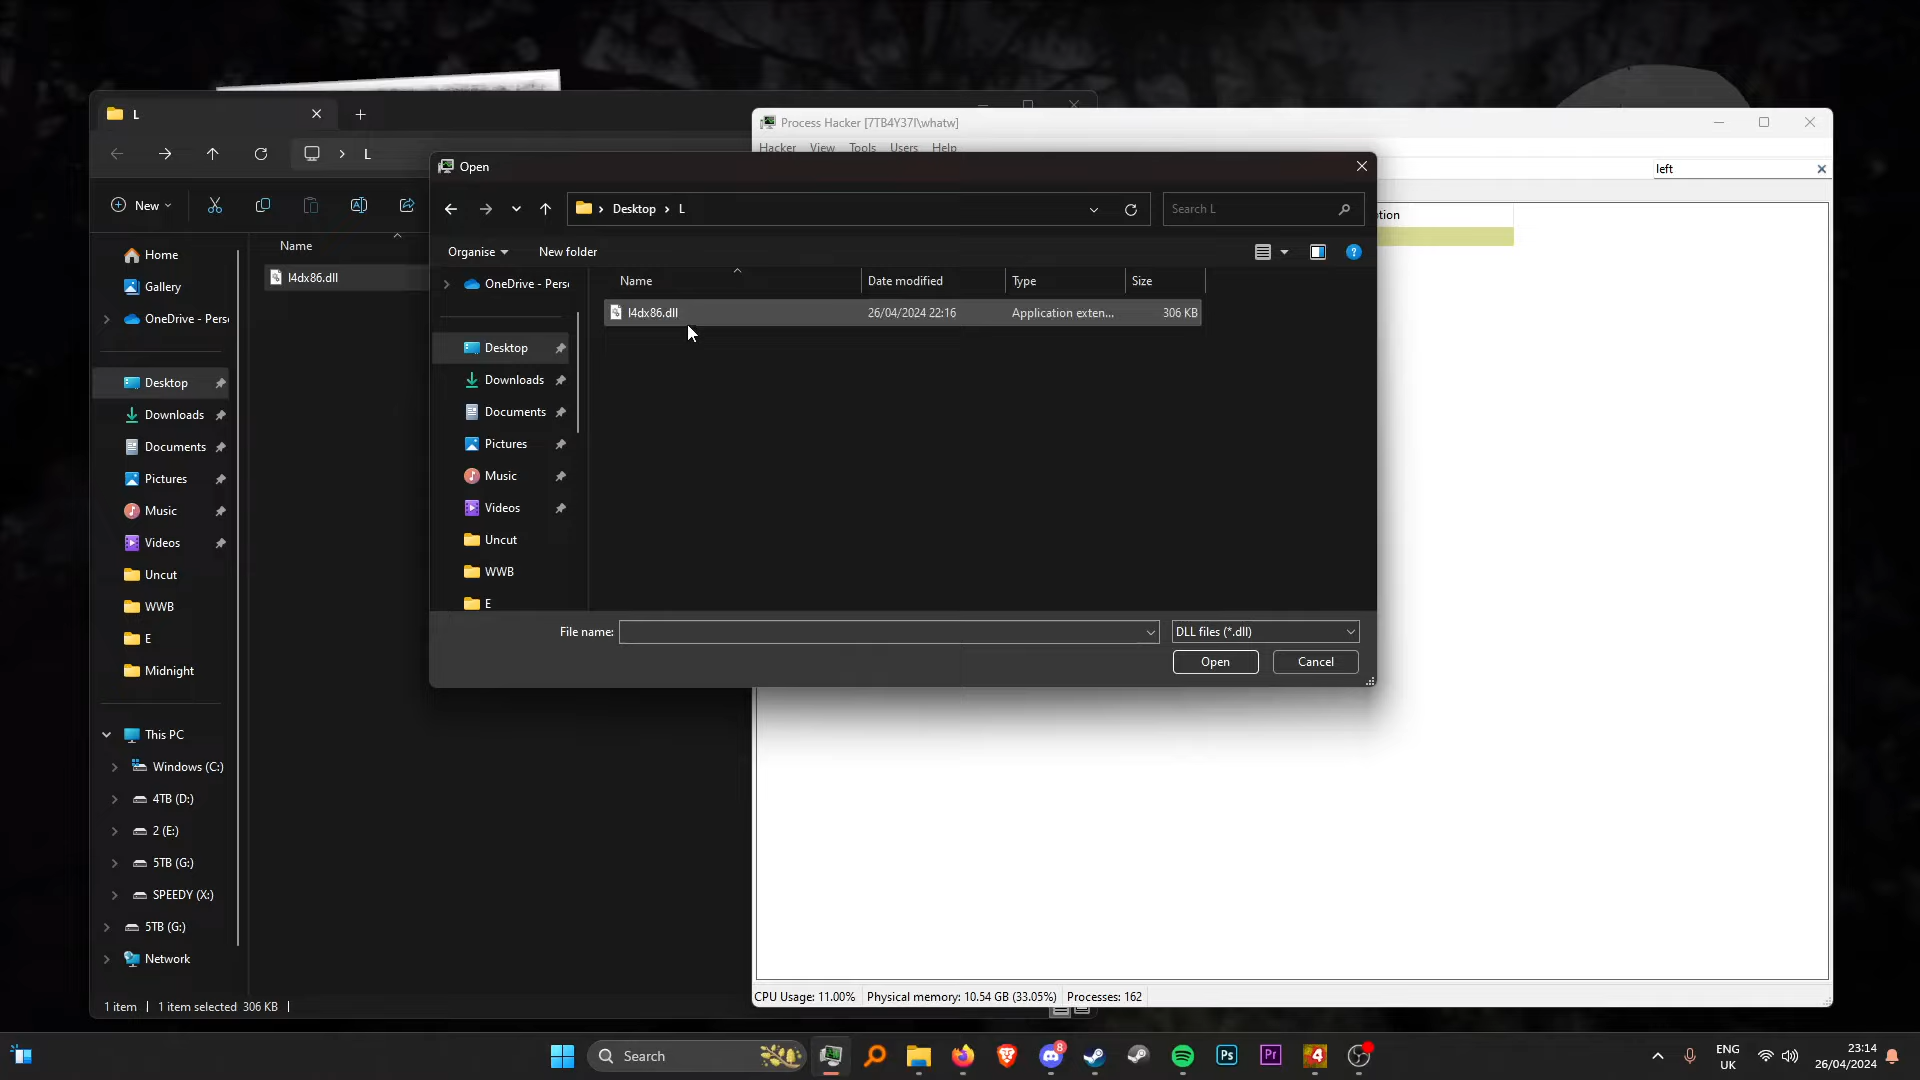 L
Process Hacker [7TB4Y37I\whatw]
Hacker View Tools Users Help
left
L
New
Name
l4dx86.dll
Home
Gallery
OneDrive - Pers
Desktop
Downloads
Documents
Pictures
Music
Videos
Uncut
WWB
E
Midnight
This PC
Windows (C:)
4TB (D:)
2 (E:)
5TB (G:)
SPEEDY (X:)
5TB (G:)
Network
1 item 1 item selected 306 KB
Open
Desktop L
Search L
Organise New folder
Name Date modified Type Size
l4dx86.dll 26/04/2024 22:16 Application exten... 306 KB
OneDrive - Pers
Desktop
Downloads
Documents
Pictures
Music
Videos
Uncut
WWB
E
File name:
DLL files (*.dll)
Open Cancel
CPU Usage: 11.00% Physical memory: 10.54 GB (33.05%) Processes: 162
Search
8
Ps
Pr
4
ENG
UK
23:14
26/04/2024